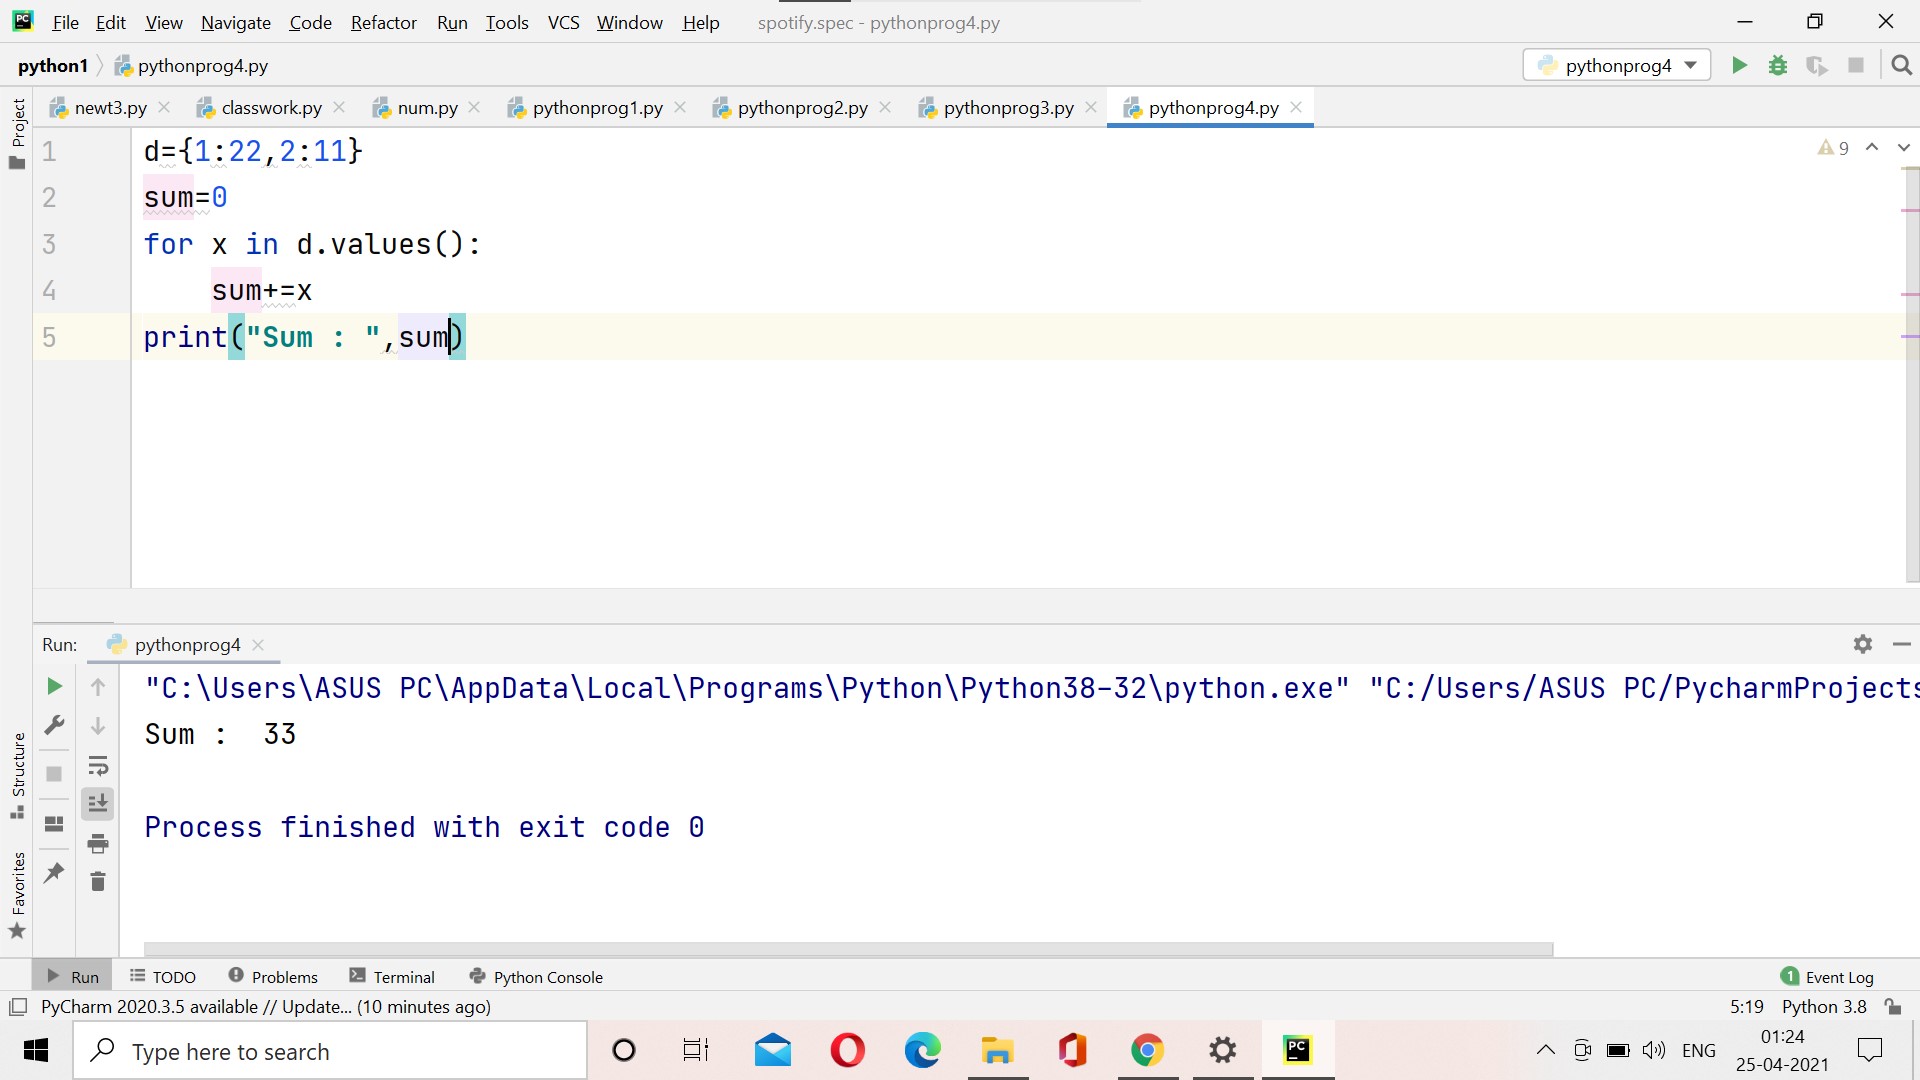 File Edit View Navigate Code Refactor Run Tools VCS Window Help spotify.spec - pythonprog4.py
python1 pythonprog4.py pythonprog4
newt3.py classwork.py num.py pythonprog1.py pythonprog2.py pythonprog3.py pythonprog4.py
Project
1 d={1:22,2:11}
9
2 sum=0
3 for x in d.values():
4 sum+=x
5 print("Sum : ",sum)
Run: pythonprog4
"C:\Users\ASUS PC\AppData\Local\Programs\Python\Python38-32\python.exe" "C:/Users/ASUS PC/PycharmProjects
Sum :  33
Process finished with exit code 0
Structure
Favorites
Run TODO Problems Terminal Python Console 1 Event Log
PyCharm 2020.3.5 available // Update... (10 minutes ago) 5:19 Python 3.8
Type here to search ENG 01:24
25-04-2021